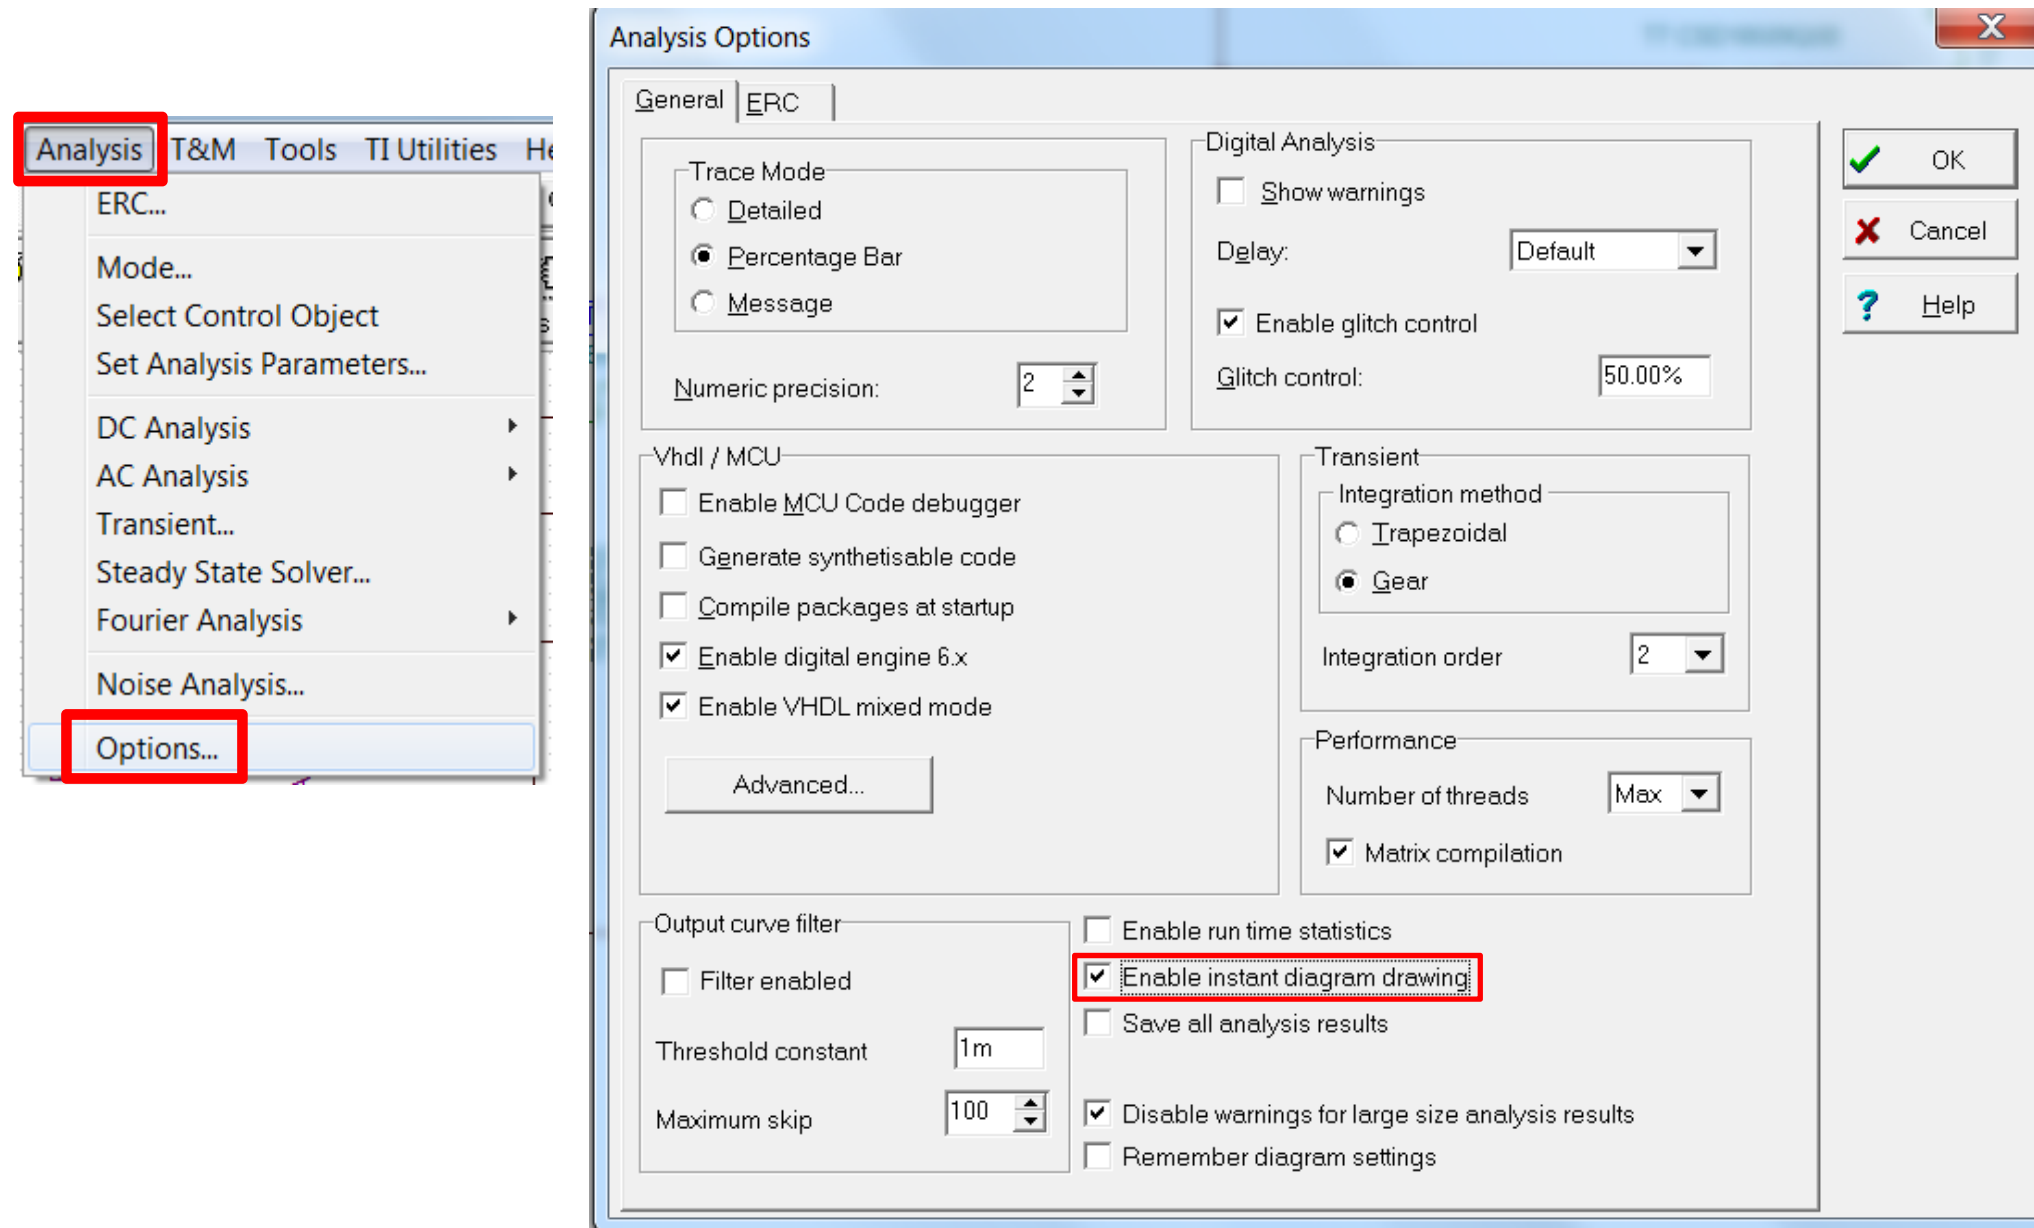 Analysis T&M Tools TI Utilities He
ERC...
Mode...
Select Control Object
Set Analysis Parameters...
DC Analysis
AC Analysis
Transient...
Steady State Solver...
Fourier Analysis
Noise Analysis...
Options...
Analysis Options
General ERC
Trace Mode
Detailed
Percentage Bar
Message
Numeric precision: 2
Digital Analysis
Show warnings
Delay: Default
Enable glitch control
Glitch control: 50.00%
OK
Cancel
Help
Vhdl / MCU
Enable MCU Code debugger
Generate synthetisable code
Compile packages at startup
Enable digital engine 6.x
Enable VHDL mixed mode
Advanced...
Transient
Integration method
Trapezoidal
Gear
Integration order 2
Performance
Number of threads Max
Matrix compilation
Output curve filter
Filter enabled
Threshold constant 1m
Maximum skip 100
Enable run time statistics
Enable instant diagram drawing
Save all analysis results
Disable warnings for large size analysis results
Remember diagram settings